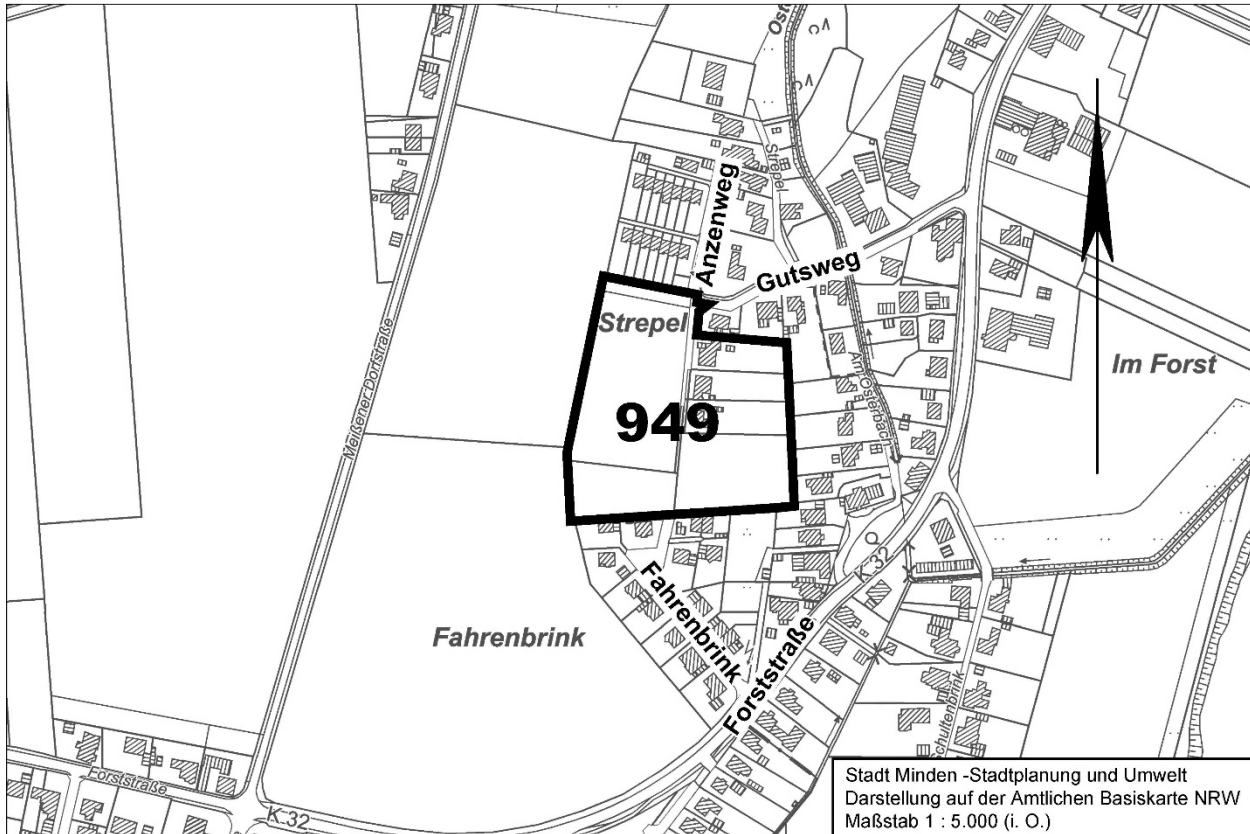 Ostf
Strepel
Anzenweg
Gutsweg
Strepel
Im Forst
Meißener Dorfstraße
949
Am Osterbach
K 32
Fahrenbrink
Fahrenbrink
Forststraße
Schultenbrink
Forststraße
K 32
Stadt Minden -Stadtplanung und Umwelt
Darstellung auf der Amtlichen Basiskarte NRW
Maßstab 1 : 5.000 (i. O.)